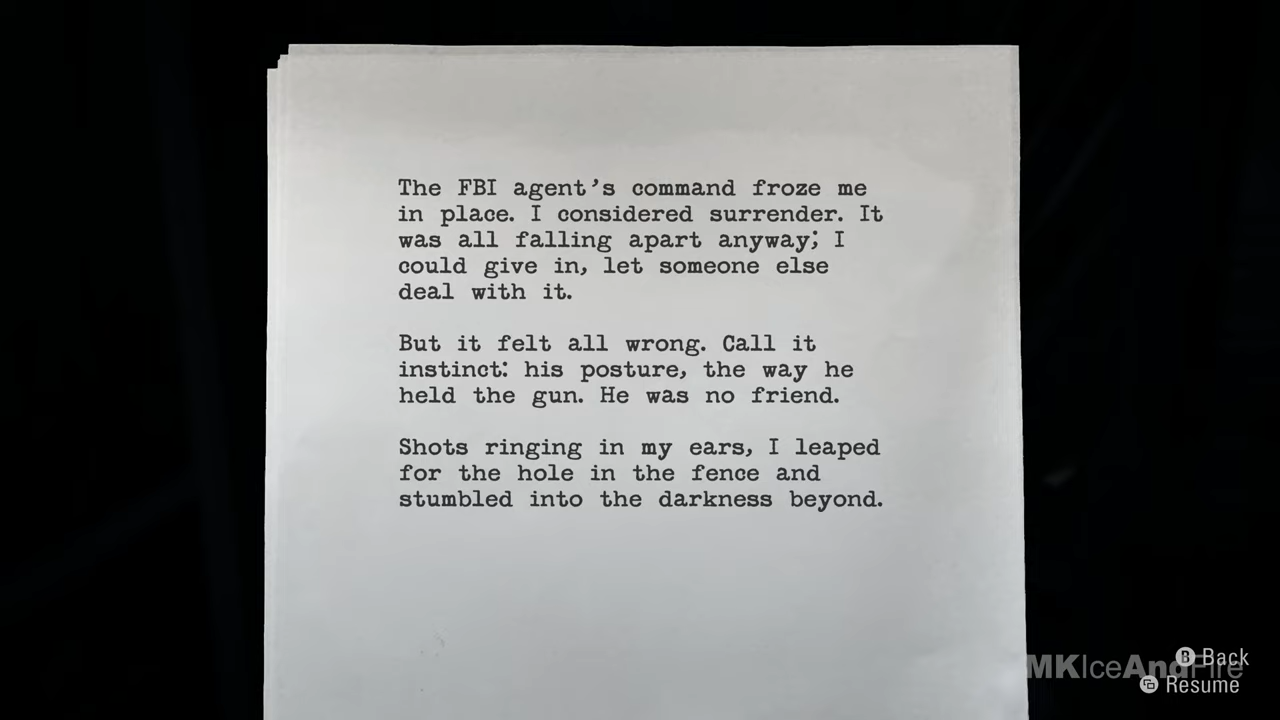 The FBI agent's command froze me
in place. I considered surrender. It
was all falling apart anyway; I
could give in, let someone else
deal with it.
But it felt all wrong. Call it
instinct: his posture, the way he
held the gun. He was no friend.
Shots ringing in my ears, I leaped
for the hole in the fence and
stumbled into the darkness beyond.
B Back
MKIceAndFire
Resume